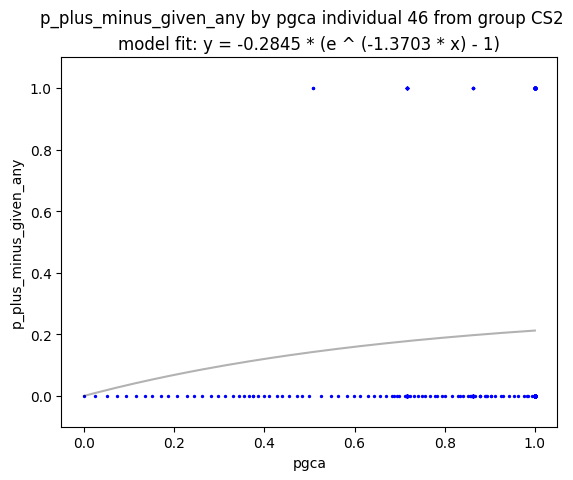 p_plus_minus_given_any by pgca individual 46 from group CS2
model fit: y = -0.2845 * (e ^ (-1.3703 * x) - 1)
1.0
0.8
0.6
0.4
0.2
0.0
p_plus_minus_given_any
0.0 0.2 0.4 0.6 0.8 1.0
pgca